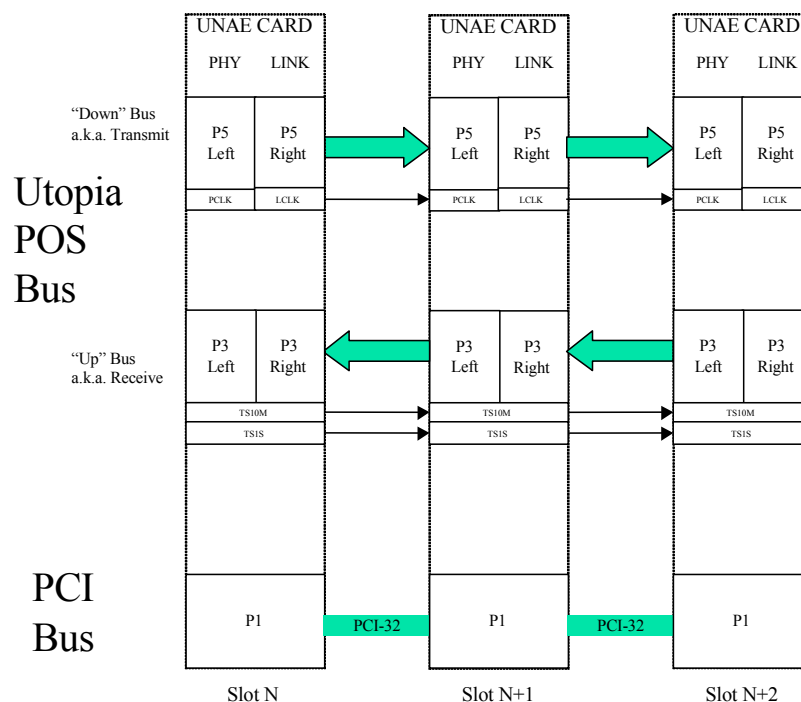 UNAE CARD UNAE CARD UNAE CARD
PHY LINK PHY LINK PHY LINK
“Down” Bus
a.k.a. Transmit
P5 P5 P5 P5 P5 P5
Left Right Left Right Left Right
PCLK LCLK PCLK LCLK PCLK LCLK
Utopia
POS
Bus
“Up” Bus
a.k.a. Receive
P3 P3 P3 P3 P3 P3
Left Right Left Right Left Right
TS10M TS10M TS10M
TS1S TS1S TS1S
PCI
Bus
P1 PCI-32 P1 PCI-32 P1
Slot N Slot N+1 Slot N+2